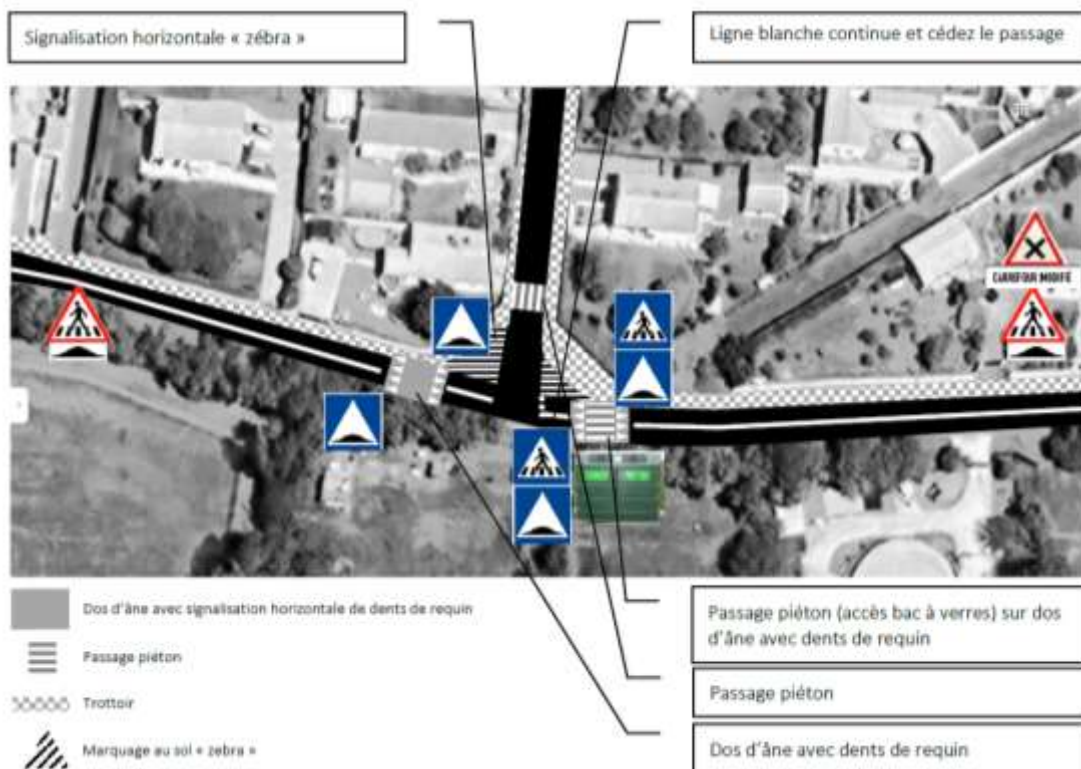 Signalisation horizontale « zébra »
Ligne blanche continue et cédez le passage
CARREFOUR MODIFIÉ
Dos d'âne avec signalisation horizontale de dents de requin
Passage piéton
Trottoir
Marquage au sol « zebra »
Passage piéton (accès bac à verres) sur dos
d'âne avec dents de requin
Passage piéton
Dos d'âne avec dents de requin